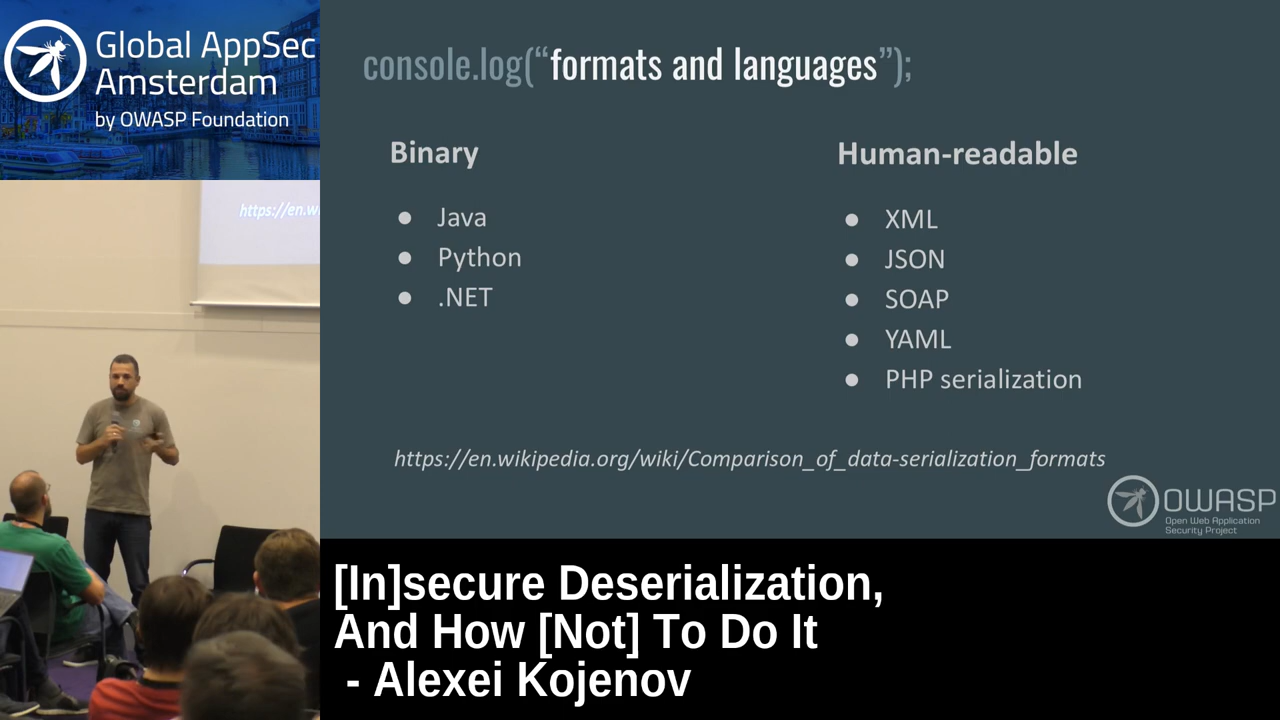 Global AppSec
Amsterdam
by OWASP Foundation
https://en.w
console.log(“formats and languages”);
Binary
● Java
● Python
● .NET
Human-readable
● XML
● JSON
● SOAP
● YAML
● PHP serialization
https://en.wikipedia.org/wiki/Comparison_of_data-serialization_formats
OWASP
Open Web Application
Security Project
[In]secure Deserialization,
And How [Not] To Do It
- Alexei Kojenov